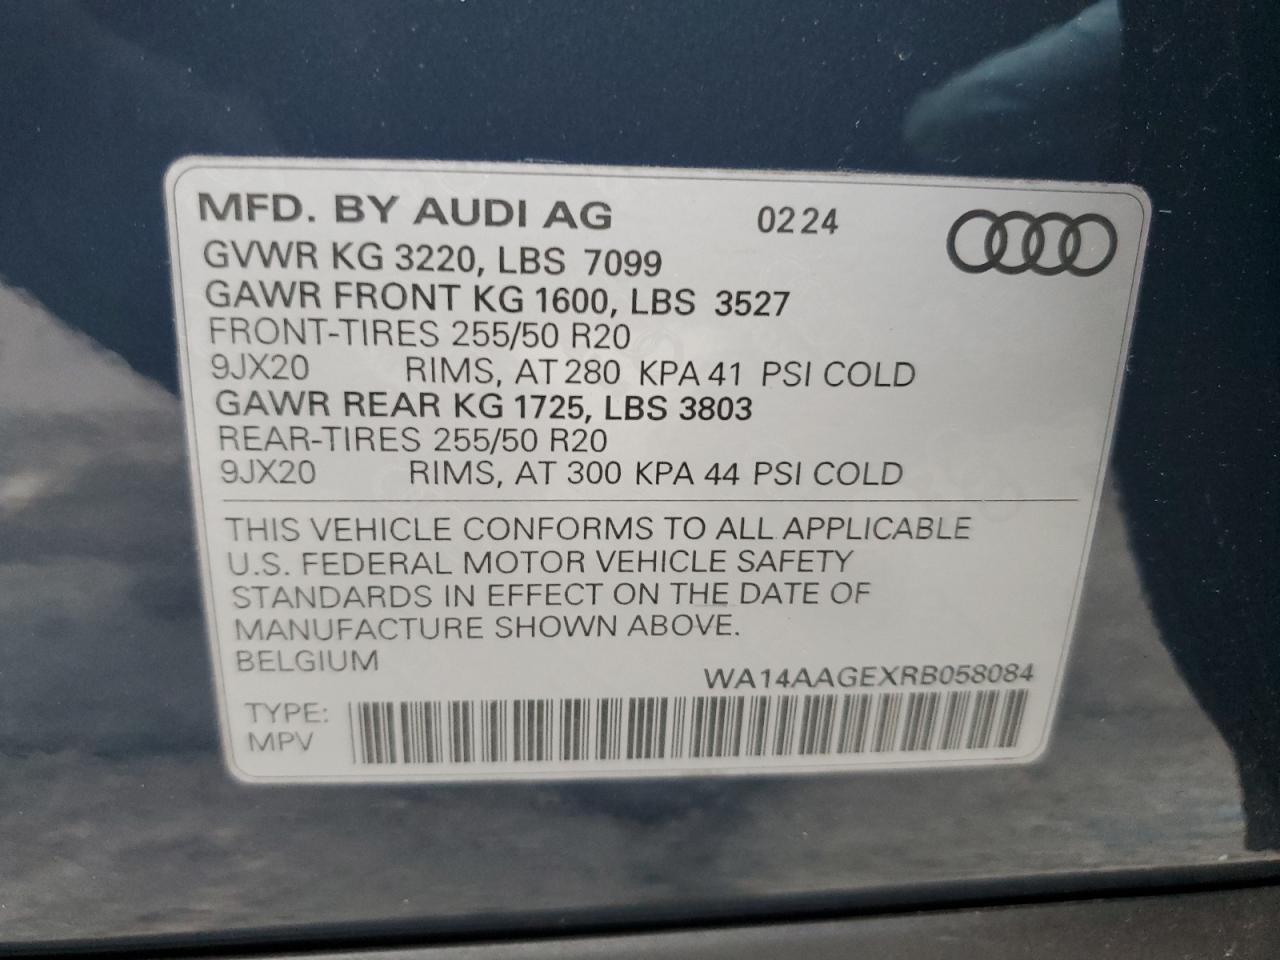 MFD. BY AUDI AG 0224
GVWR KG 3220, LBS 7099
GAWR FRONT KG 1600, LBS 3527
FRONT-TIRES 255/50 R20
9JX20 RIMS, AT 280 KPA 41 PSI COLD
GAWR REAR KG 1725, LBS 3803
REAR-TIRES 255/50 R20
9JX20 RIMS, AT 300 KPA 44 PSI COLD
THIS VEHICLE CONFORMS TO ALL APPLICABLE
U.S. FEDERAL MOTOR VEHICLE SAFETY
STANDARDS IN EFFECT ON THE DATE OF
MANUFACTURE SHOWN ABOVE.
BELGIUM
WA14AAGEXRB058084
TYPE:
MPV